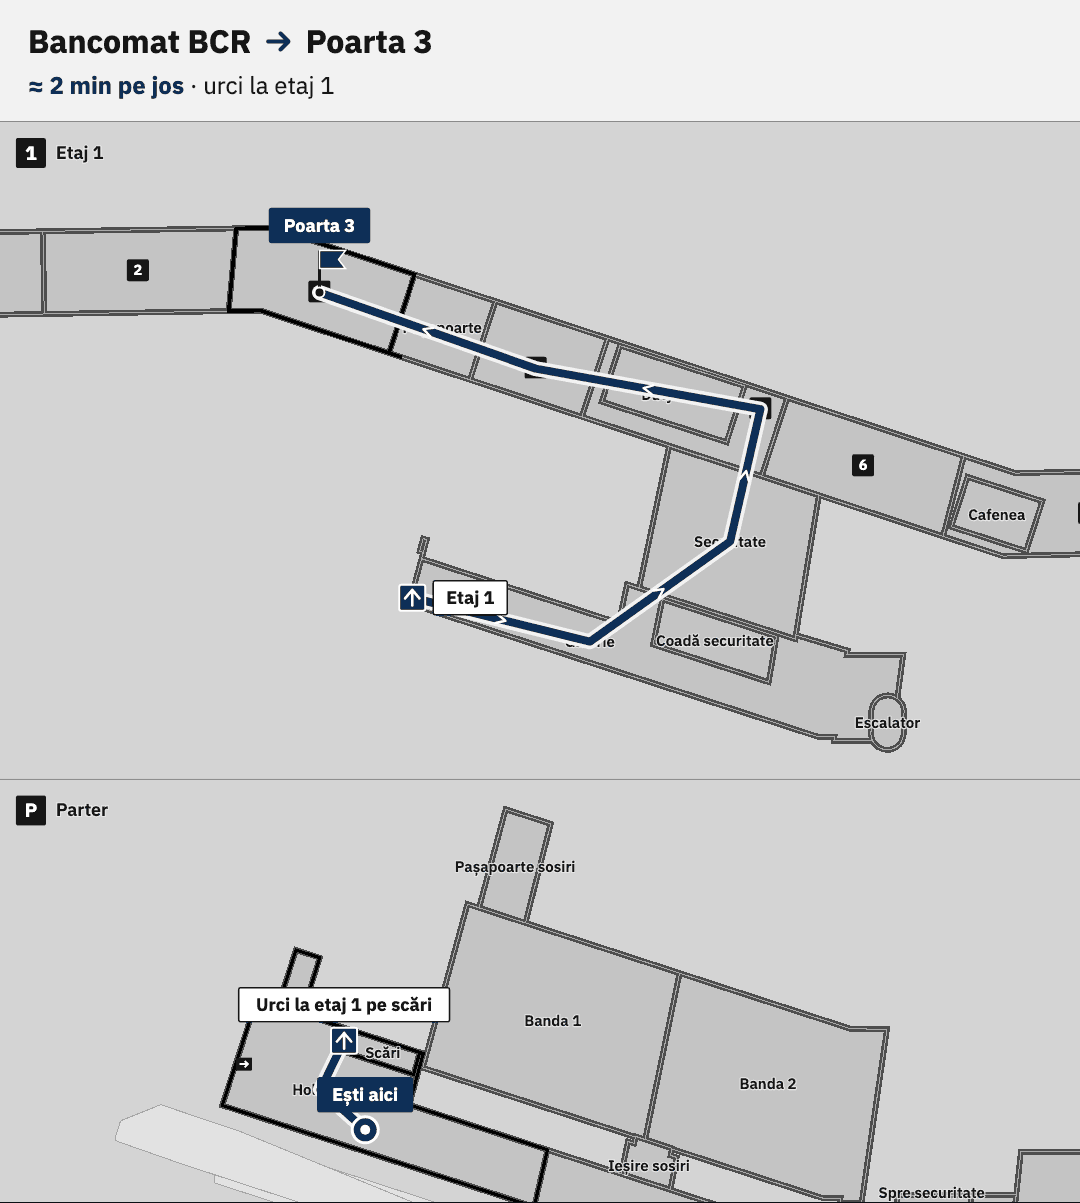 Bancomat BCR → Poarta 3
≈ 2 min pe jos · urci la etaj 1
1 Etaj 1
Poarta 3
2
6
Cafenea
Etaj 1
Coadă securitate
Escalator
P Parter
Pașapoarte sosiri
Urci la etaj 1 pe scări
Banda 1
Scări
Banda 2
Ești aici
Ieșire sosiri
Spre securitate